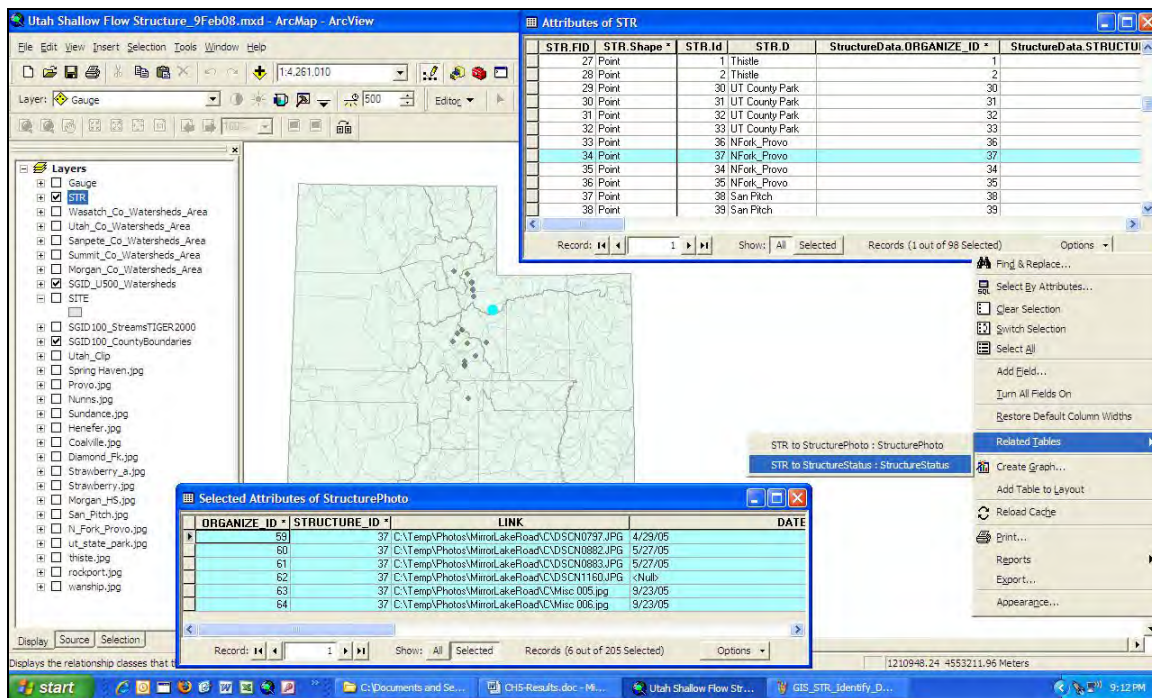 Utah Shallow Flow Structure_9Feb08.mxd - ArcMap - ArcView
File Edit View Insert Selection Tools Window Help
1:4,261,010
Layer: Gauge
500
Editor
100%
Layers
Gauge
STR
Wasatch_Co_Watersheds_Area
Utah_Co_Watersheds_Area
Sanpete_Co_Watersheds_Area
Summit_Co_Watersheds_Area
Morgan_Co_Watersheds_Area
SGID_U500_Watersheds
SITE
SGID100_StreamsTIGER2000
SGID100_CountyBoundaries
Utah_Clip
Spring Haven.jpg
Provo.jpg
Nunns.jpg
Sundance.jpg
Henefer.jpg
Coalville.jpg
Diamond_Fk.jpg
Strawberry_a.jpg
Strawberry.jpg
Morgan_HS.jpg
San_Pitch.jpg
N_Fork_Provo.jpg
ut_state_park.jpg
thiste.jpg
rockport.jpg
wanship.jpg
Display Source Selection
Displays the relationship classes that t
Attributes of STR
STR.FID STR.Shape * STR.Id STR.D StructureData.ORGANIZE_ID * StructureData.STRUCTU
27 Point 1 Thistle 1
28 Point 2 Thistle 2
29 Point 30 UT County Park 30
30 Point 31 UT County Park 31
31 Point 32 UT County Park 32
32 Point 33 UT County Park 33
33 Point 36 NFork_Provo 36
34 Point 37 NFork_Provo 37
35 Point 34 NFork_Provo 34
36 Point 35 NFork_Provo 35
37 Point 38 San Pitch 38
38 Point 39 San Pitch 39
Record: 1 Show: All Selected Records (1 out of 98 Selected) Options
Find & Replace...
Select By Attributes...
Clear Selection
Switch Selection
Select All
Add Field...
Turn All Fields On
Restore Default Column Widths
Related Tables
Create Graph...
Add Table to Layout
Reload Cache
Print...
Reports
Export...
Appearance...
STR to StructurePhoto : StructurePhoto
STR to StructureStatus : StructureStatus
Selected Attributes of StructurePhoto
ORGANIZE_ID * STRUCTURE_ID * LINK DATE
59 37 C:\Temp\Photos\MirrorLakeRoad\C\DSCN0797.JPG 4/29/05
60 37 C:\Temp\Photos\MirrorLakeRoad\C\DSCN0882.JPG 5/27/05
61 37 C:\Temp\Photos\MirrorLakeRoad\C\DSCN0883.JPG 5/27/05
62 37 C:\Temp\Photos\MirrorLakeRoad\C\DSCN1160.JPG <Null>
63 37 C:\Temp\Photos\MirrorLakeRoad\C\Misc 005.jpg 9/23/05
64 37 C:\Temp\Photos\MirrorLakeRoad\C\Misc 006.jpg 9/23/05
Record: 1 Show: All Selected Records (6 out of 205 Selected) Options
1210948.24 4553211.96 Meters
start
C:\Documents and Se...
CH5-Results.doc - Mi...
Utah Shallow Flow Str...
GIS_STR_Identify_D...
9:12 PM